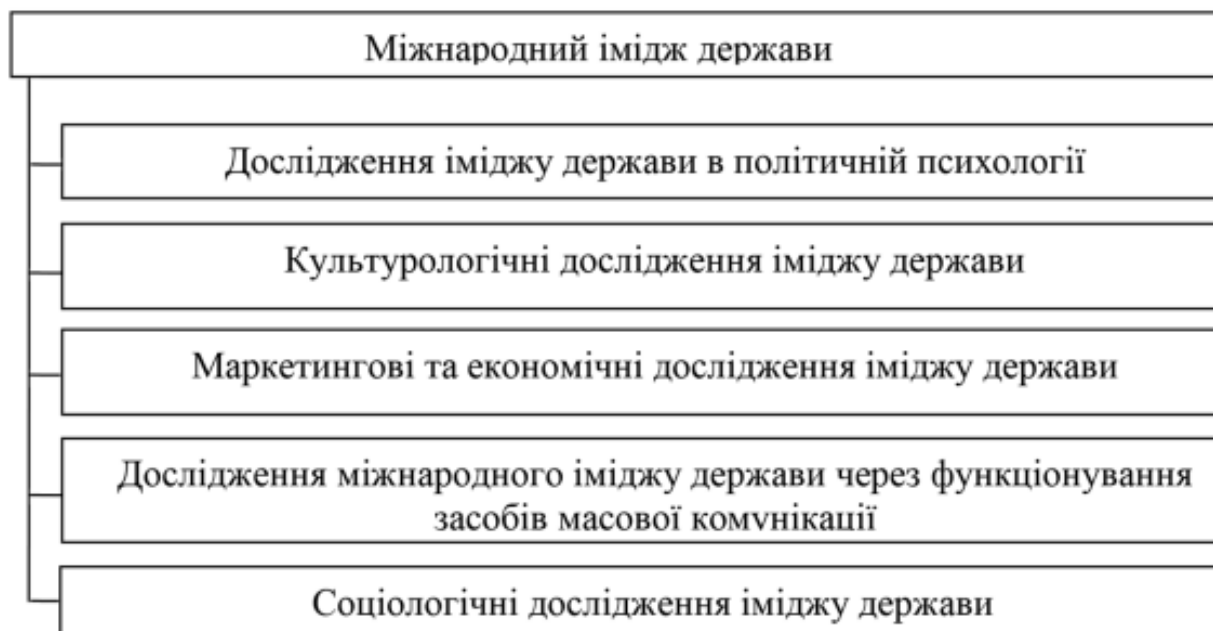 Міжнародний імідж держави
Дослідження іміджу держави в політичній психології
Культурологічні дослідження іміджу держави
Маркетингові та економічні дослідження іміджу держави
Дослідження міжнародного іміджу держави через функціонування
засобів масової комунікації
Соціологічні дослідження іміджу держави